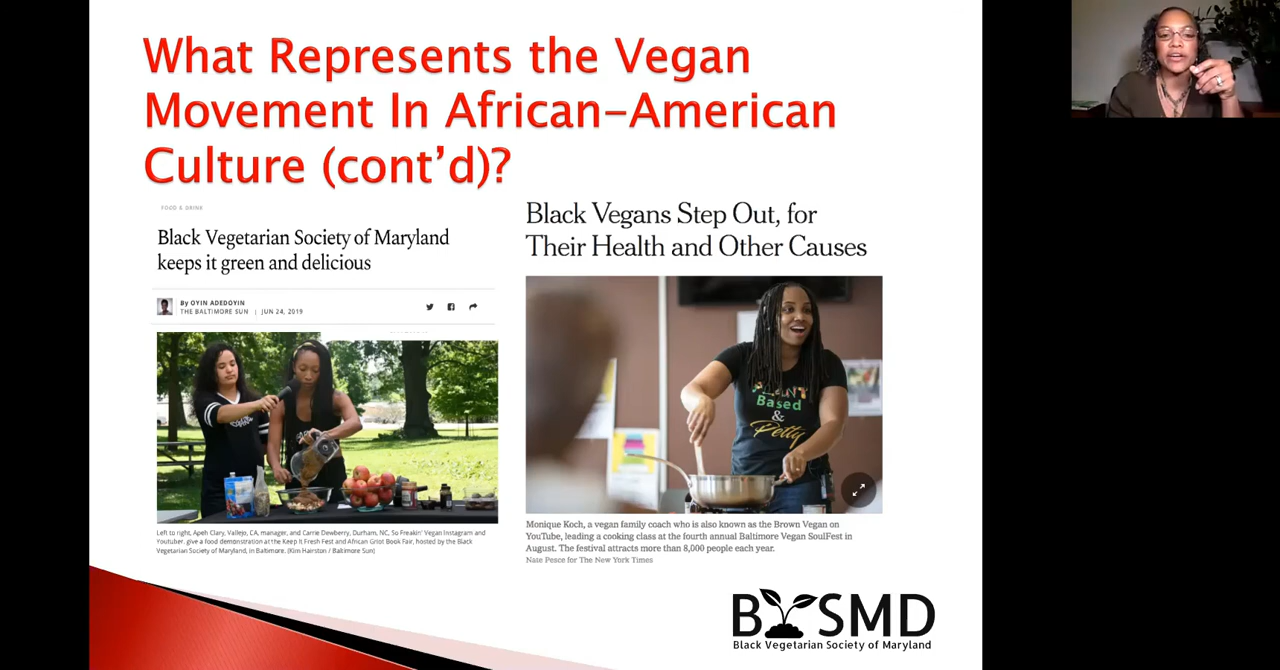 What Represents the Vegan
Movement In African-American
Culture (cont'd)?
FOOD & DRINK
Black Vegetarian Society of Maryland
keeps it green and delicious
By OYIN ADEDOYIN
THE BALTIMORE SUN | JUN 24, 2019
Left to right, Apeh Clary, Vallejo, CA, manager, and Carrie Dewberry, Durham, NC, So Freakin' Vegan Instagram and
Youtuber, give a food demonstration at the Keep It Fresh Fest and African Griot Book Fair, hosted by the Black
Vegetarian Society of Maryland, in Baltimore. (Kim Hairston / Baltimore Sun)
Black Vegans Step Out, for
Their Health and Other Causes
PLANT
Based
&
Petty
Monique Koch, a vegan family coach who is also known as the Brown Vegan on
YouTube, leading a cooking class at the fourth annual Baltimore Vegan SoulFest in
August. The festival attracts more than 8,000 people each year.
Nate Pesce for The New York Times
BVSMD
Black Vegetarian Society of Maryland